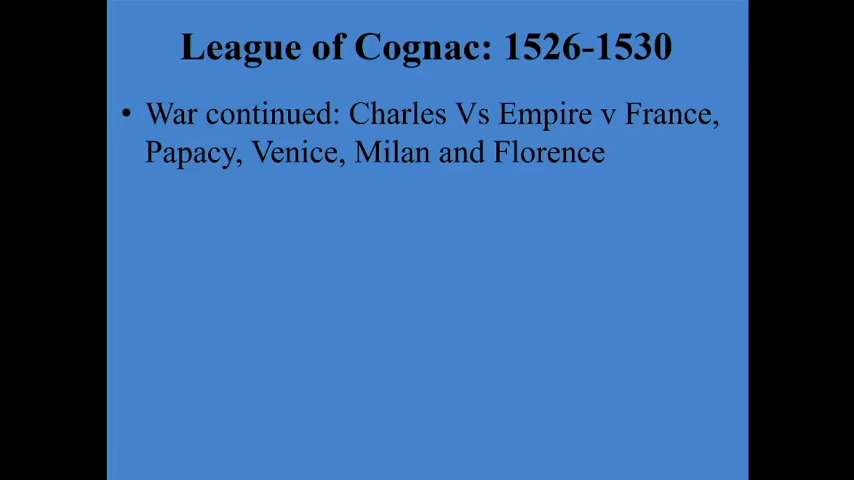 League of Cognac: 1526-1530
• War continued: Charles Vs Empire v France,
Papacy, Venice, Milan and Florence